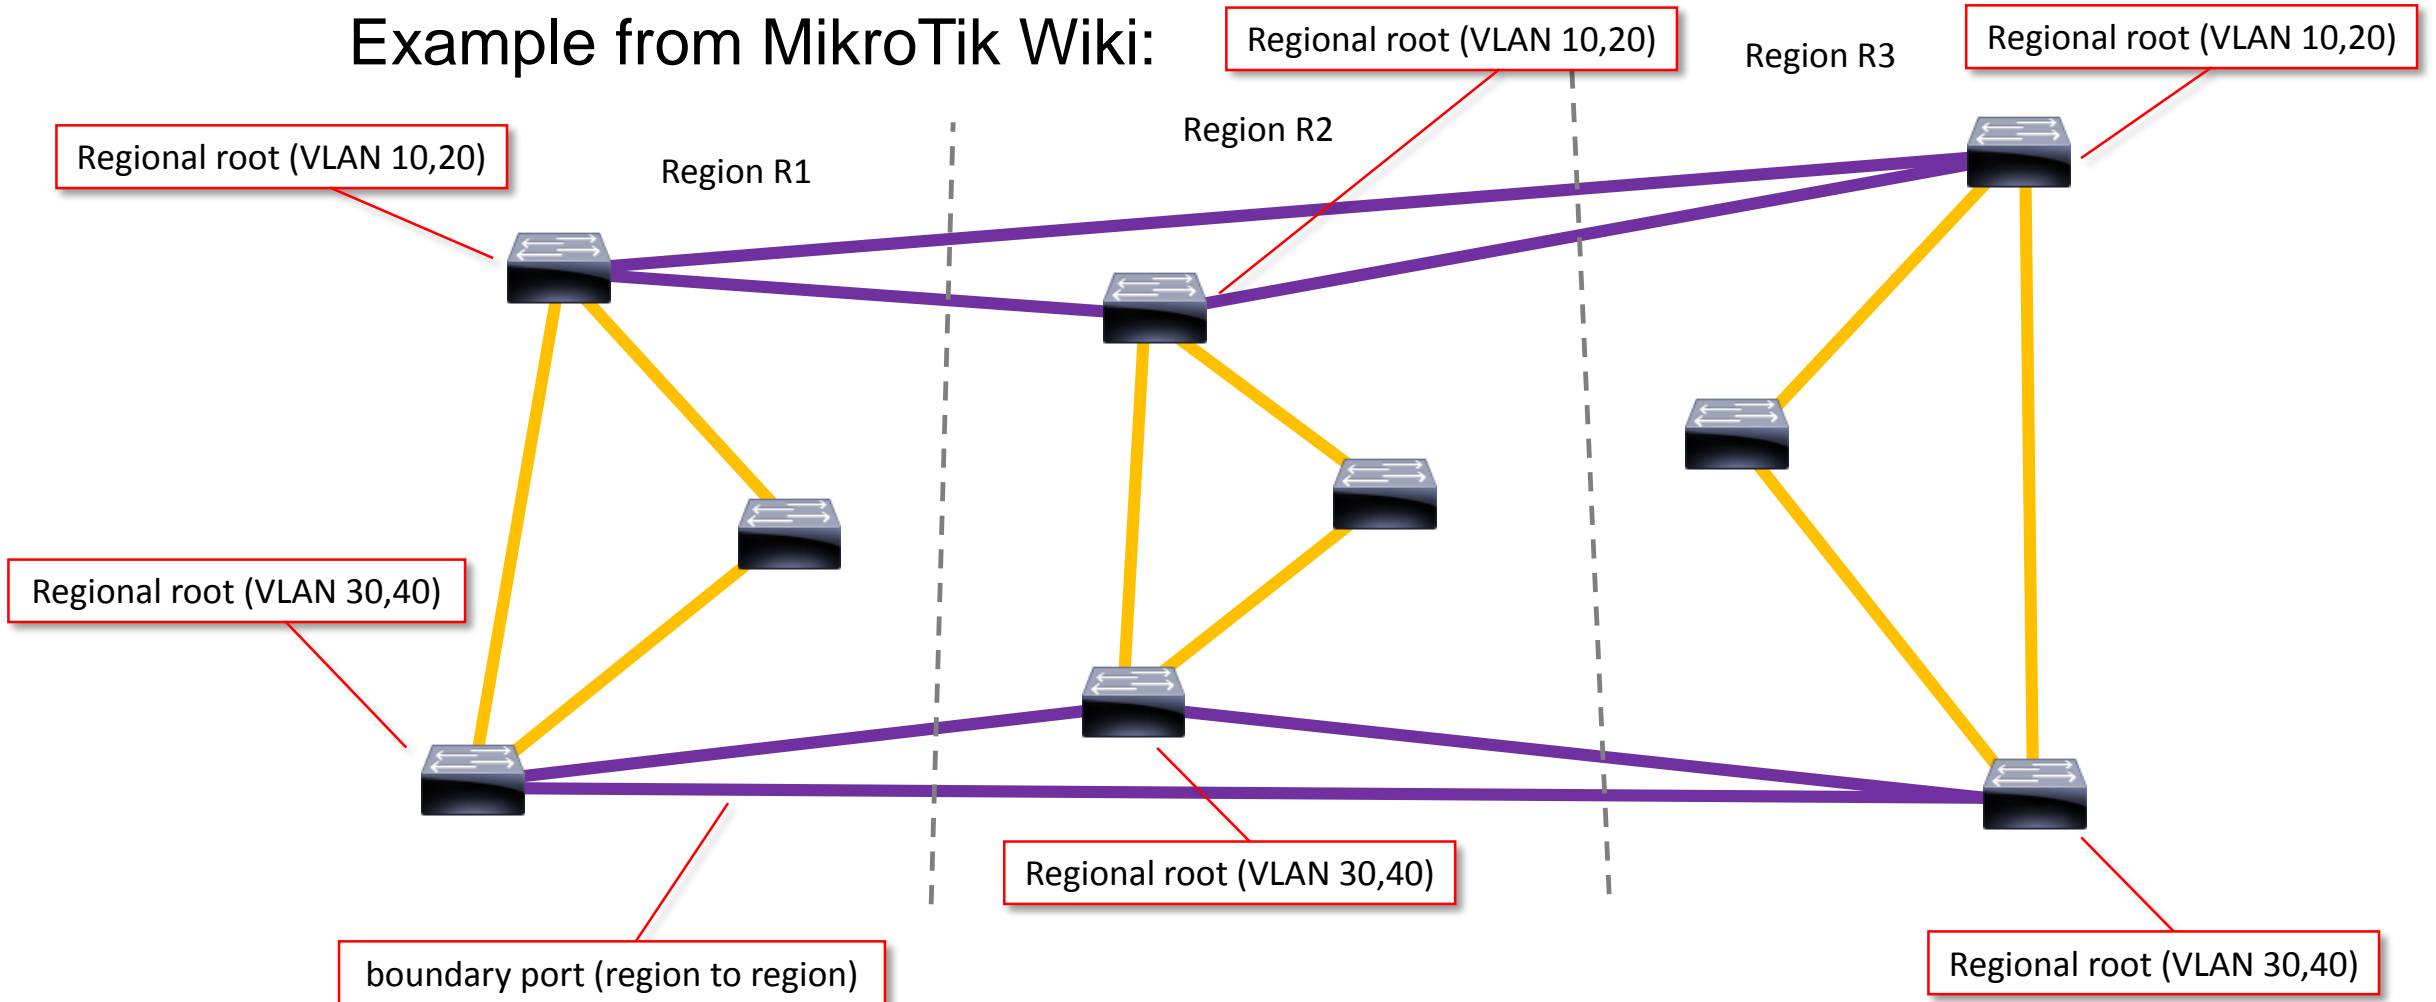 Example from MikroTik Wiki:
Regional root (VLAN 10,20)
Region R3
Regional root (VLAN 10,20)
Regional root (VLAN 10,20)
Region R1
Region R2
Regional root (VLAN 30,40)
Regional root (VLAN 30,40)
boundary port (region to region)
Regional root (VLAN 30,40)